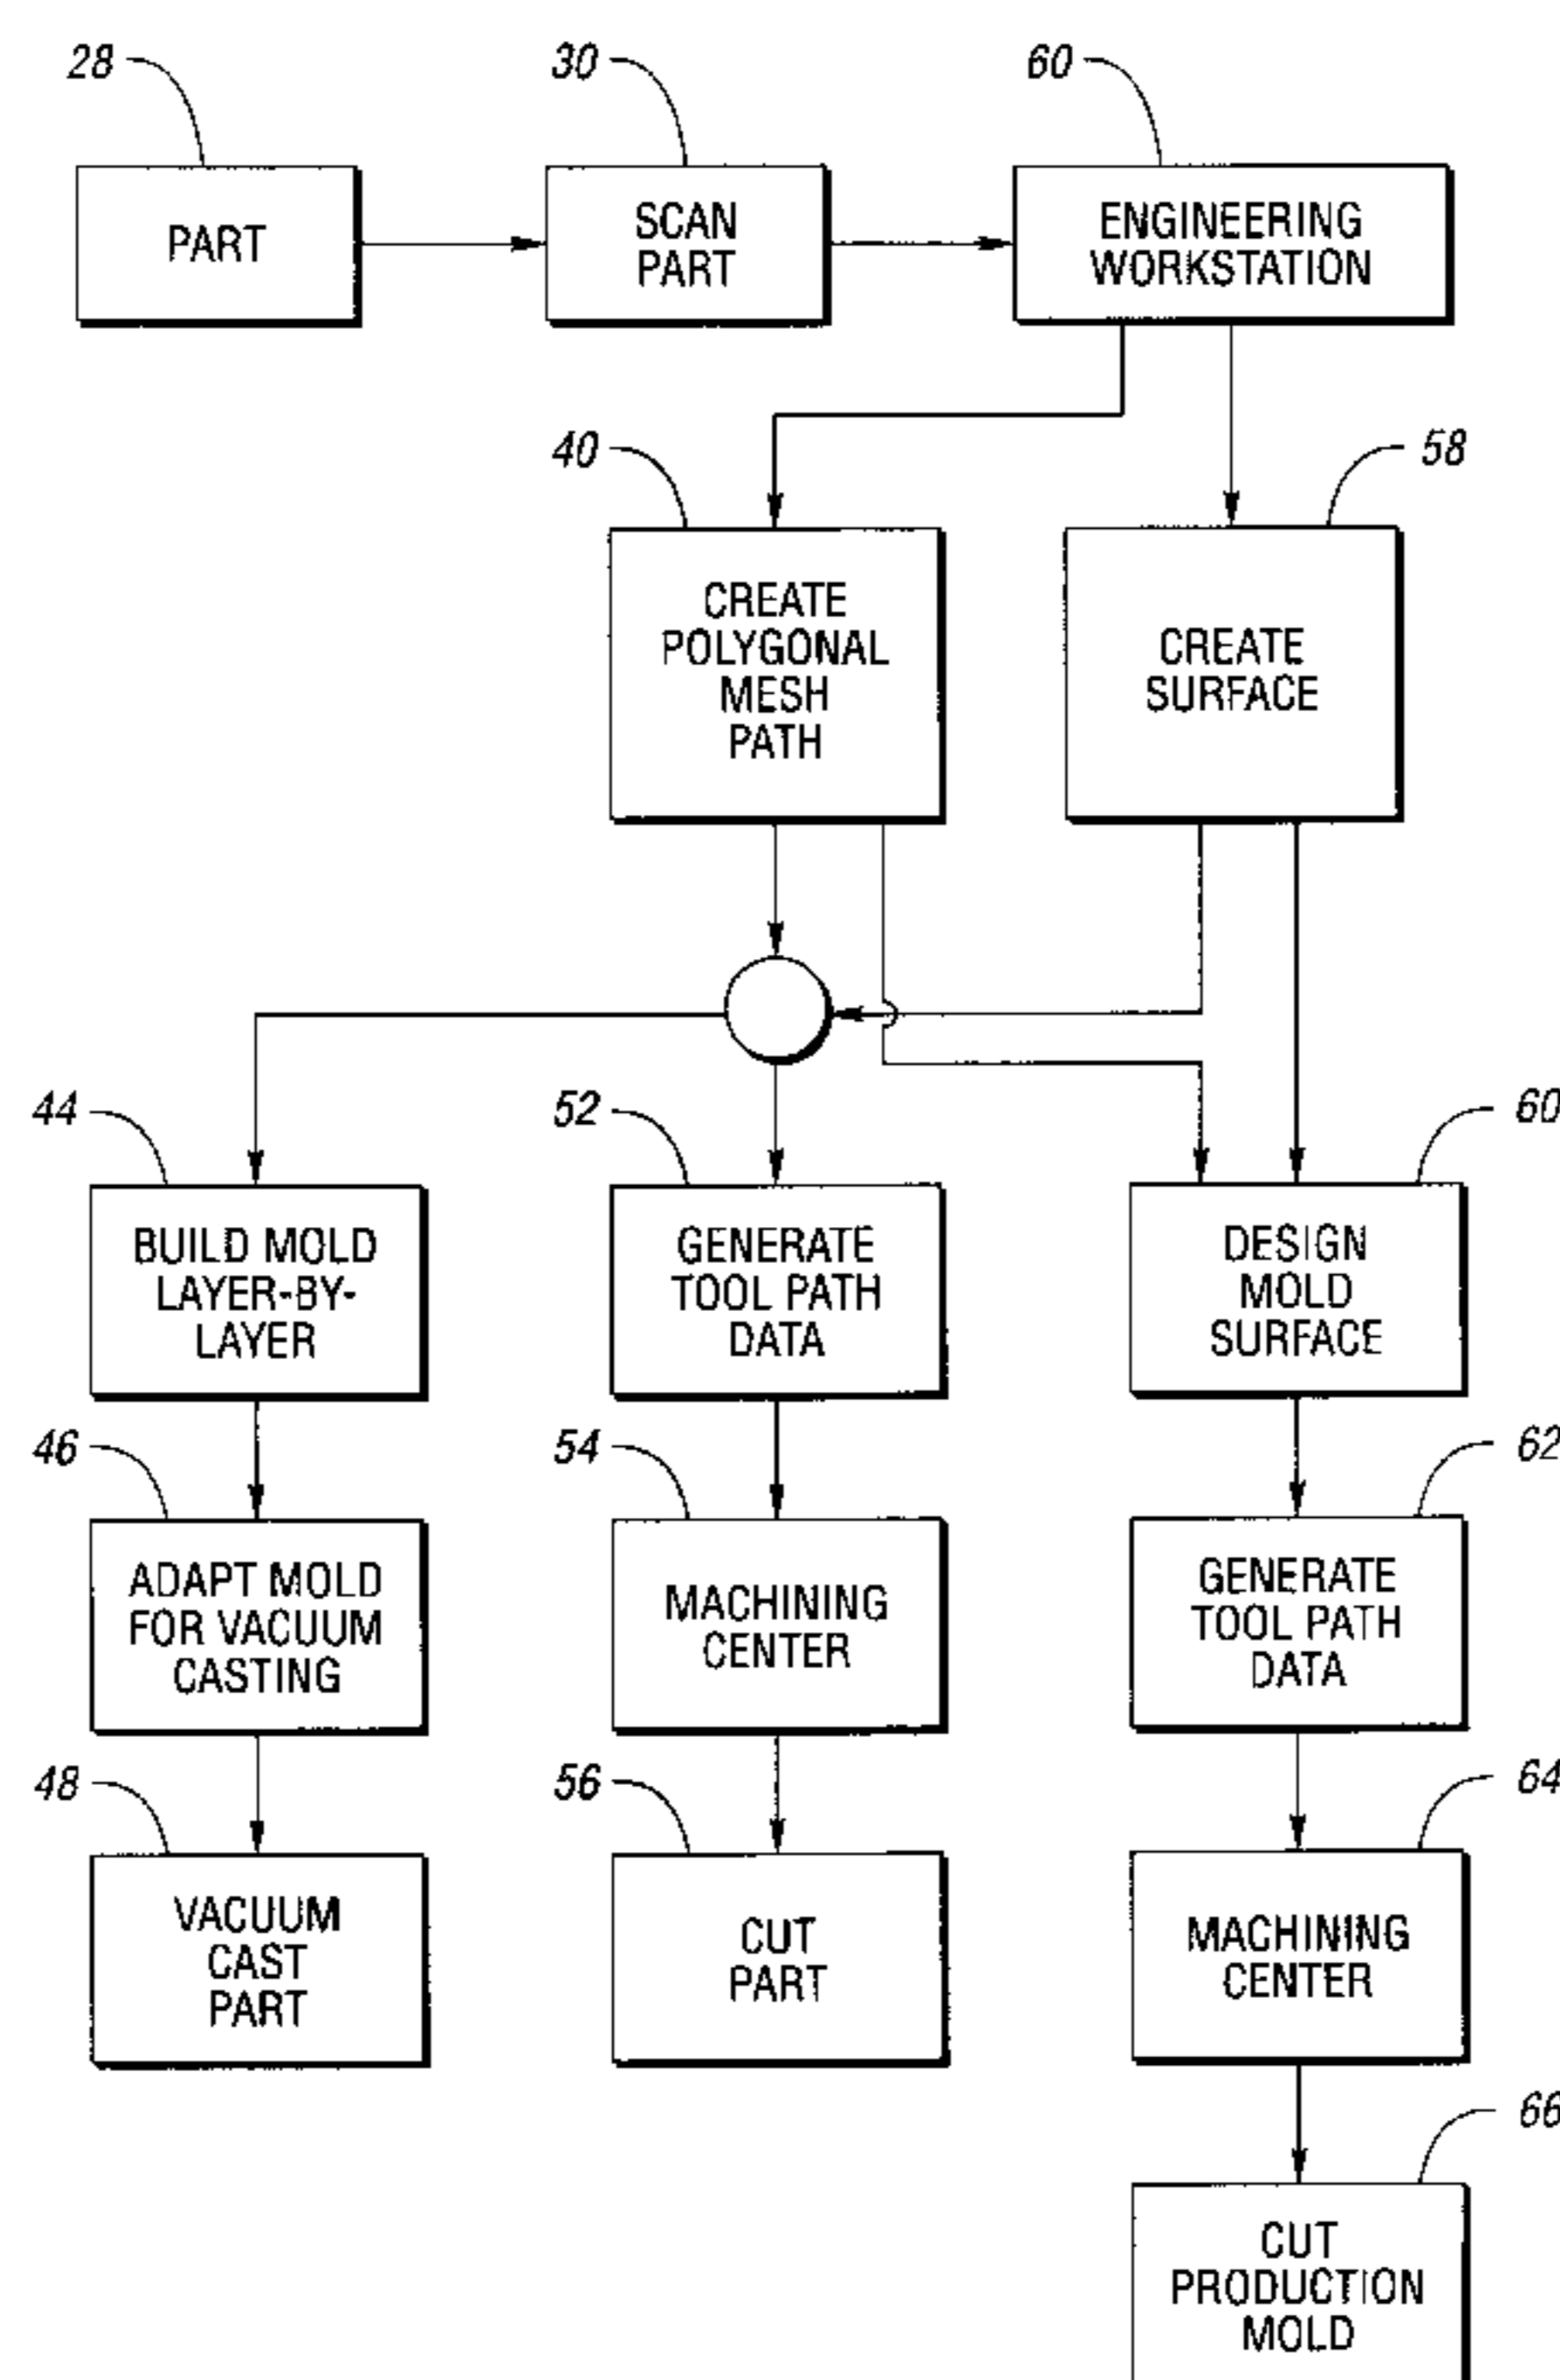 28
30
60
PART
SCAN
PART
ENGINEERING
WORKSTATION
40
58
CREATE
POLYGONAL
MESH
PATH
CREATE
SURFACE
44
52
60
BUILD MOLD
LAYER-BY-
LAYER
GENERATE
TOOL PATH
DATA
DESIGN
MOLD
SURFACE
46
54
62
ADAPT MOLD
FOR VACUUM
CASTING
MACHINING
CENTER
GENERATE
TOOL PATH
DATA
48
56
64
VACUUM
CAST
PART
CUT
PART
MACHINING
CENTER
66
CUT
PRODUCTION
MOLD